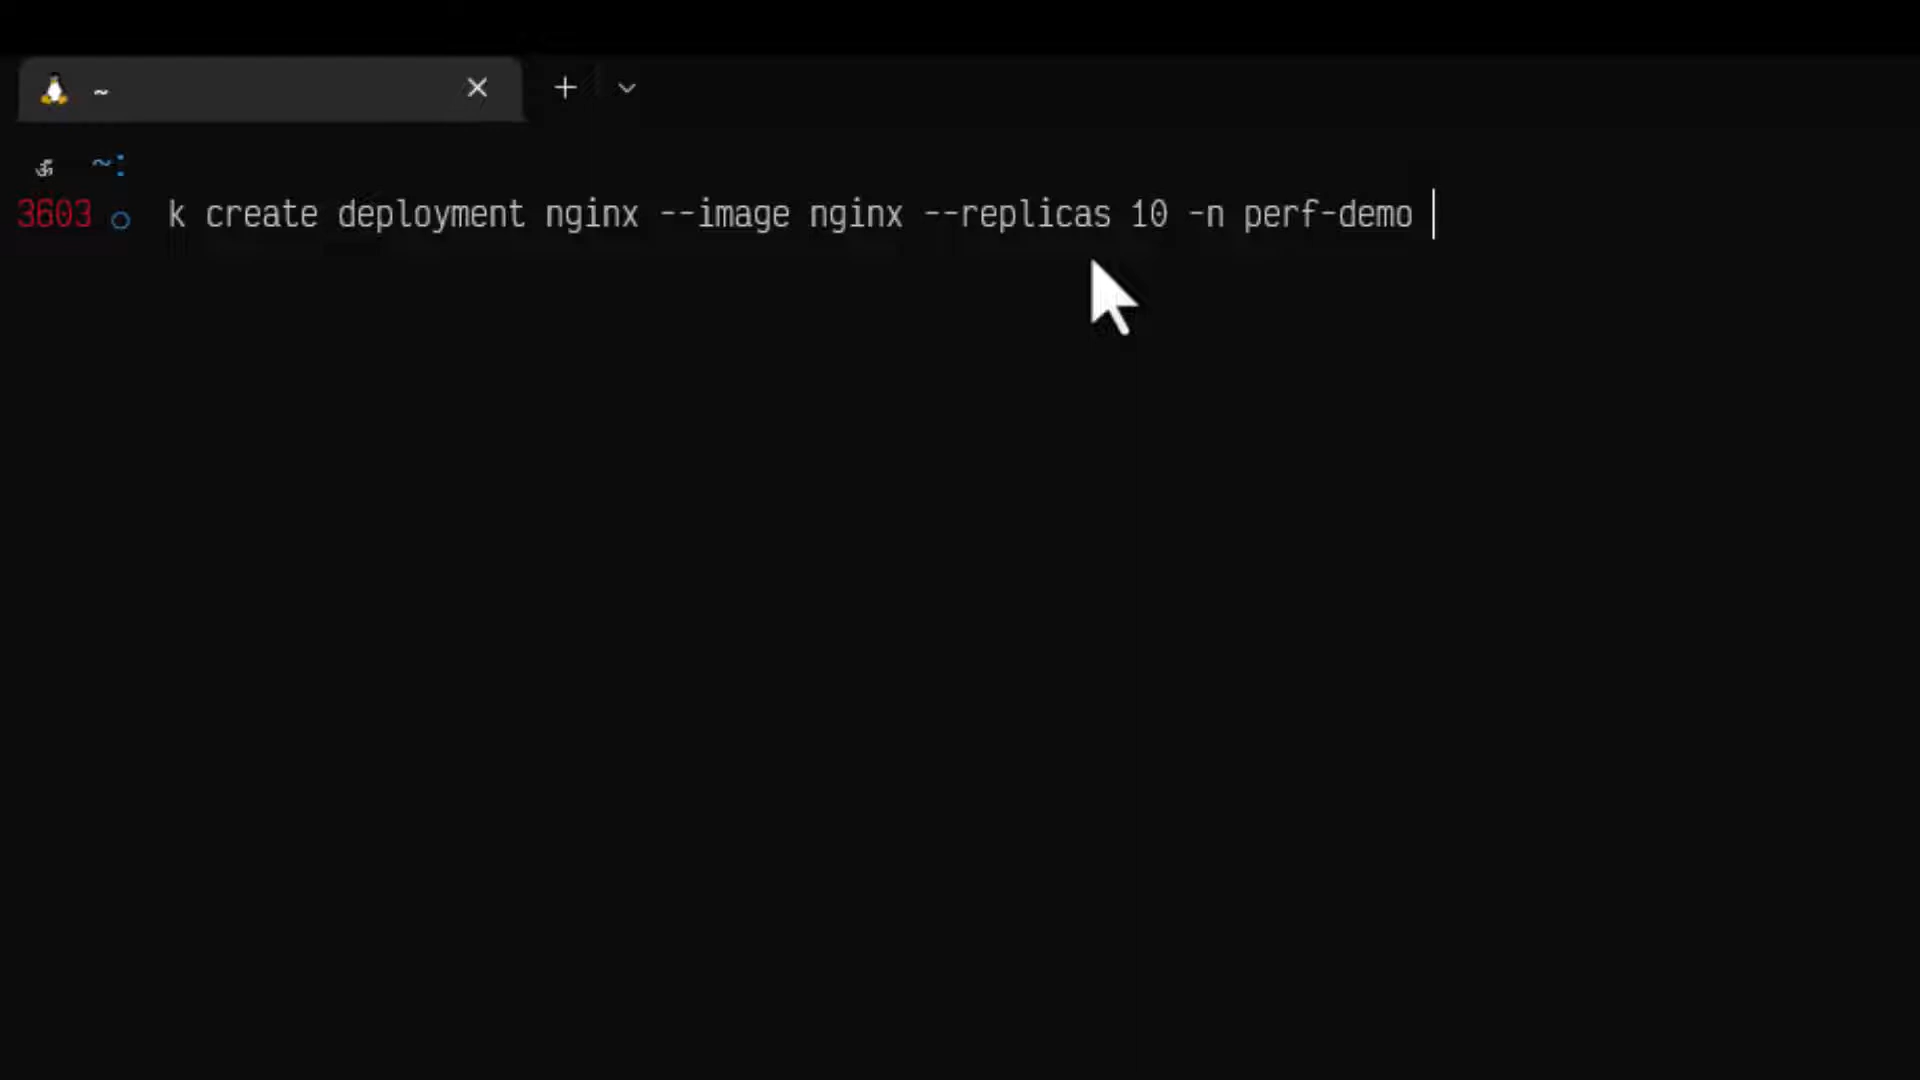 ~
ॐ ~:
3603 k create deployment nginx --image nginx --replicas 10 -n perf-demo